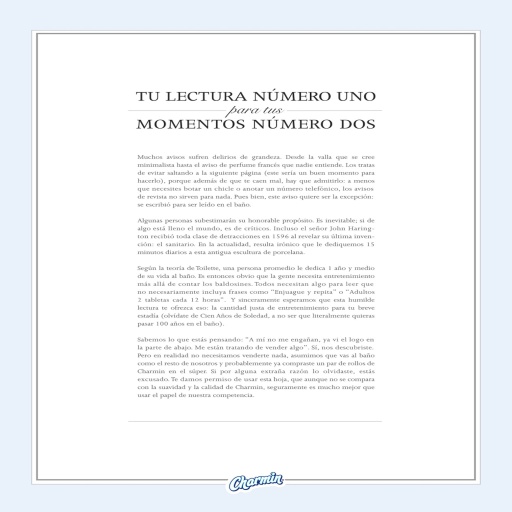 TU LECTURA NÚMERO UNO
para tus
MOMENTOS NÚMERO DOS
Muchos avisos sufren delirios de grandeza. Desde la valla que se cree
minimalista hasta el aviso de perfume francés que nadie entiende. Los tratas
de evitar saltando a la siguiente página (este sería un buen momento para
hacerlo), porque además de que te caen mal, hay que admitirlo: a menos
que necesites botar un chicle o anotar un número telefónico, los avisos
de revista no sirven para nada. Pues bien, este aviso quiere ser la excepción;
se escribió para ser leído en el baño.
Algunas personas subestimarán su honorable propósito. Es inevitable; si de
algo está lleno el mundo, es de críticos. Incluso el señor John Haring-
ton recibió toda clase de detracciones en 1596 al revelar su última inven-
ción: el sanitario. En la actualidad, resulta irónico que le dediquemos 15
minutos diarios a esta antigua escultura de porcelana.
Según la teoría de Toilette, una persona promedio le dedica 1 año y medio
de su vida al baño. Es entonces obvio que la gente necesita entretenimiento
más allá de contar los baldosines. Todos necesitan algo para leer que
no necesariamente incluya frases como "Enjuague y repita" o "Adultos
2 tabletas cada 12 horas". Y sinceramente esperamos que esta humilde
lectura te ofrezca eso: la cantidad justa de entretenimiento para tu breve
estadía (olvídate de Cien Años de Soledad, a no ser que literalmente quieras
pasar 100 años en el baño).
Sabemos lo que estás pensando: "A mí no me engañan, ya vi el logo en
la parte de abajo. Me están tratando de vender algo". Sí, nos descubriste.
Pero en realidad no necesitamos venderte nada, asumimos que vas al baño
como el resto de nosotros y probablemente ya compraste un par de rollos de
Charmin en el súper. Si por alguna extraña razón lo olvidaste, estás
excusado. Te damos permiso de usar esta hoja, que aunque no se compara
con la suavidad y la calidad de Charmin, seguramente es mucho mejor que
usar el papel de nuestra competencia.
Charmin